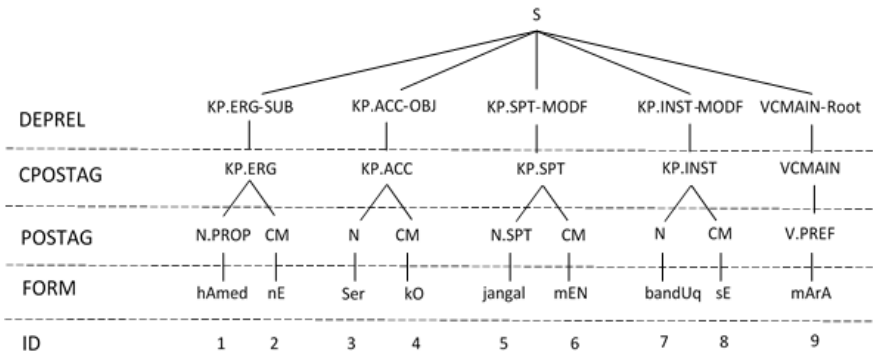 S
DEPREL KP.ERG-SUB KP.ACC-OBJ KP.SPT-MODF KP.INST-MODF VCMAIN-Root
CPOSTAG KP.ERG KP.ACC KP.SPT KP.INST VCMAIN
POSTAG N.PROP CM N CM N.SPT CM N CM V.PREF
FORM hAmed nE Ser kO jangal mEN bandUq sE mArA
ID 1 2 3 4 5 6 7 8 9